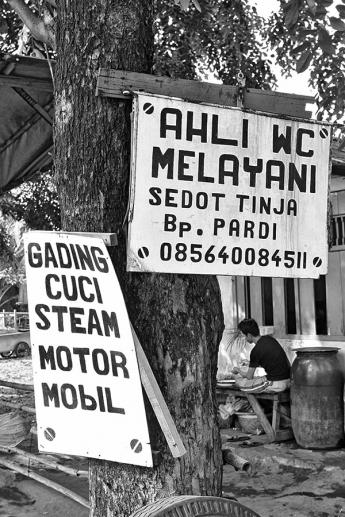 AHLI WC
MELAYANI
SEDOT TINJA
Bp. PARDI
085640084511
GADING
CUCI
STEAM
MOTOR
MObIL